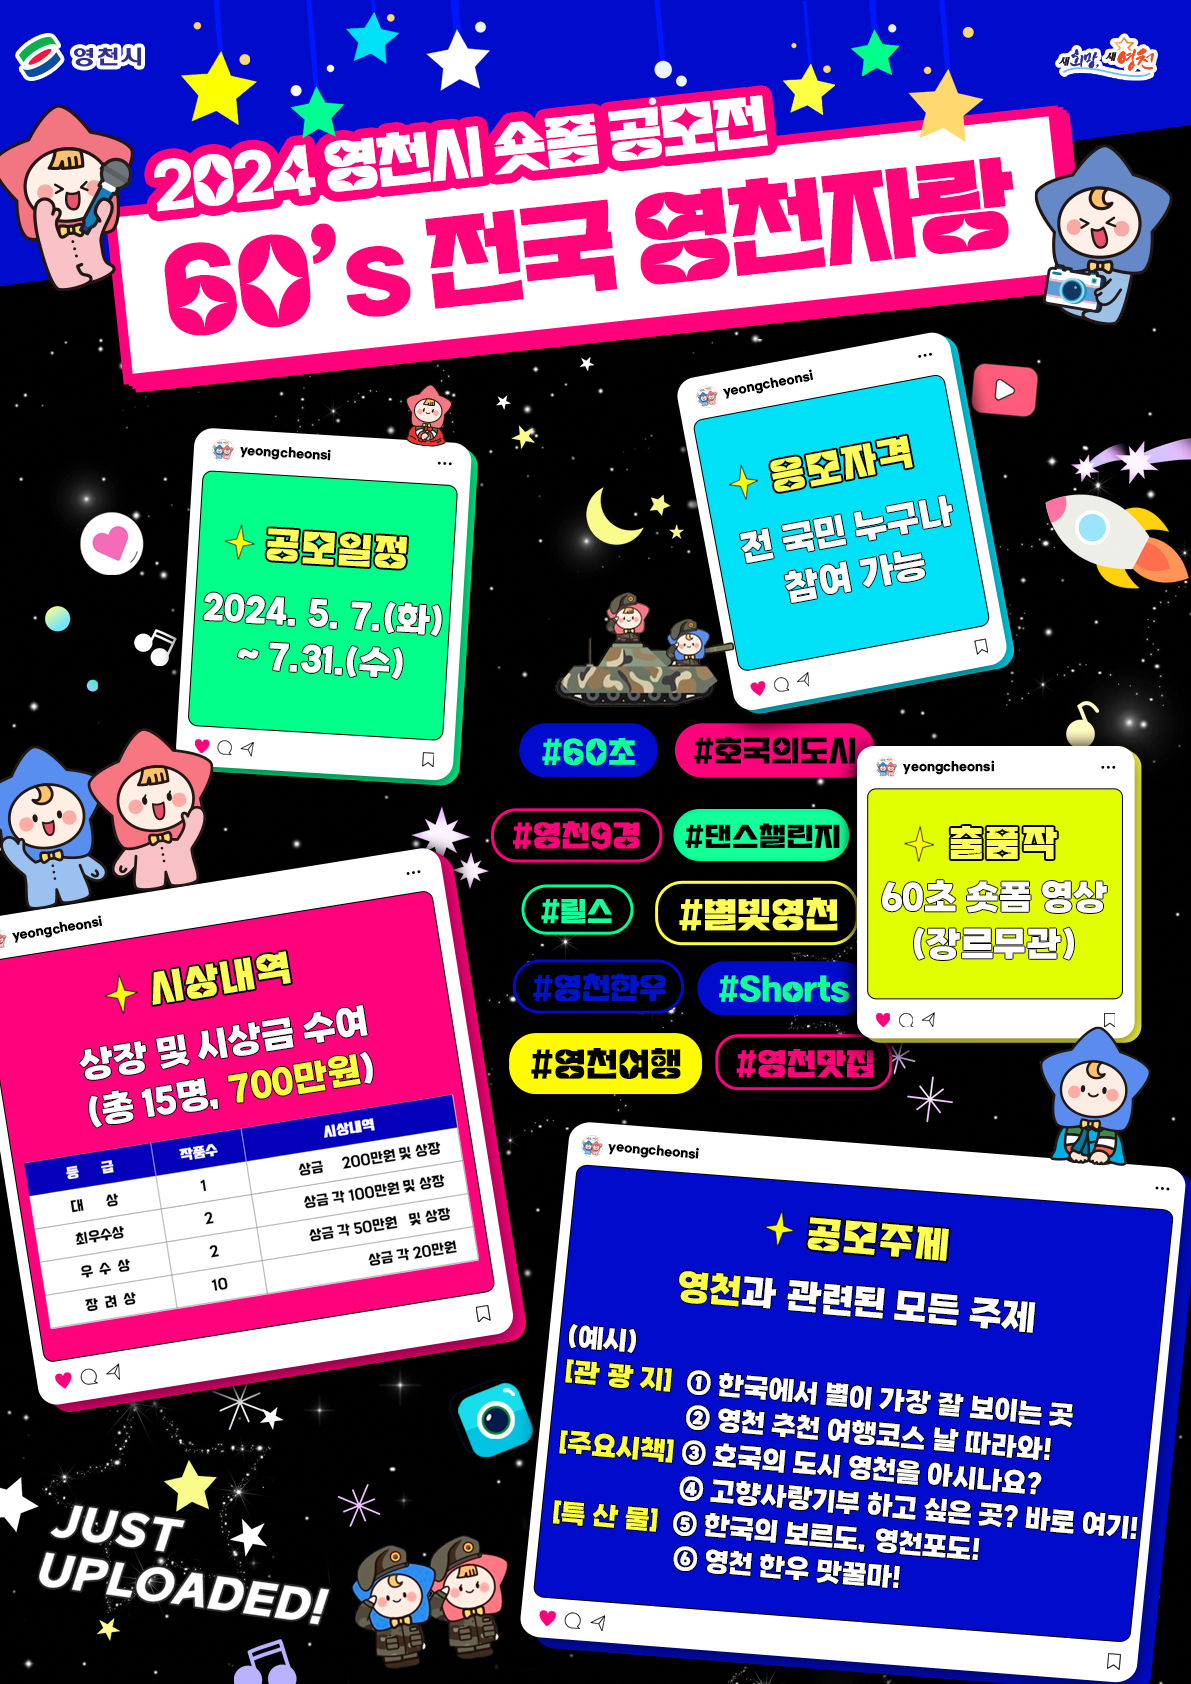 영천시
새희망, 새영천
2024 영천시 숏폼 공모전
60's 전국 영천자랑
yeongcheonsi
공모일정
2024. 5. 7.(화)
~ 7.31.(수)
yeongcheonsi
응모자격
전 국민 누구나
참여 가능
#60초 #호국의도시
#영천9경 #댄스챌린지
#릴스 #별빛영천
#영천한우 #Shorts
#영천여행 #영천맛집
yeongcheonsi
출품작
60초 숏폼 영상
(장르무관)
yeongcheonsi
시상내역
상장 및 시상금 수여
(총 15명, 700만원)
등 급 작품수 시상내역
대 상 1 상금 200만원 및 상장
최우수상 2 상금 각 100만원 및 상장
우 수 상 2 상금 각 50만원 및 상장
장 려 상 10 상금 각 20만원
yeongcheonsi
공모주제
영천과 관련된 모든 주제
(예시)
[관 광 지] ① 한국에서 별이 가장 잘 보이는 곳
② 영천 추천 여행코스 날 따라와!
[주요시책] ③ 호국의 도시 영천을 아시나요?
④ 고향사랑기부 하고 싶은 곳? 바로 여기!
[특 산 물] ⑤ 한국의 보르도, 영천포도!
⑥ 영천 한우 맛꿀마!
JUST
UPLOADED!